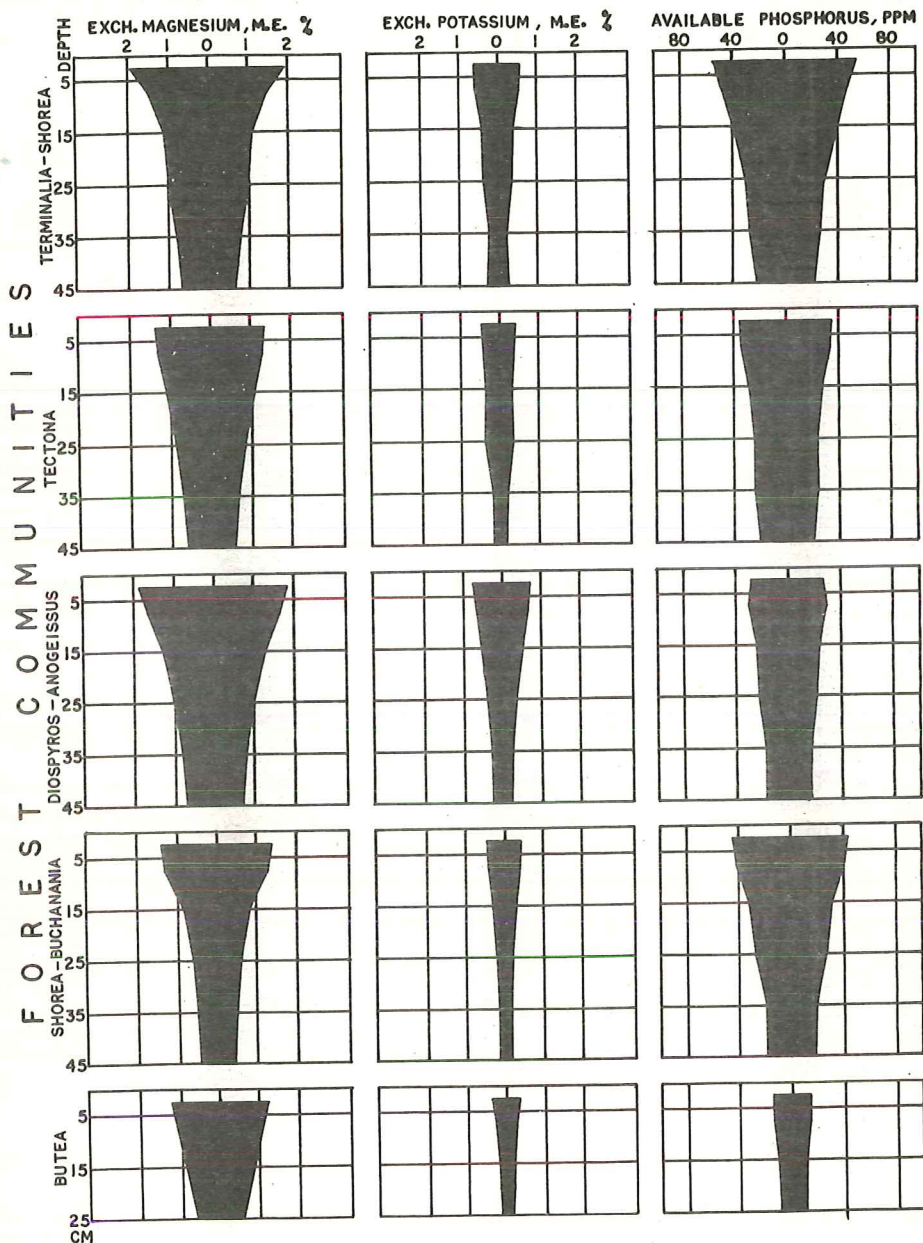 EXCH. MAGNESIUM, M.E. %
2 1 0 1 2
EXCH. POTASSIUM, M.E. %
2 1 0 1 2
AVAILABLE PHOSPHORUS, PPM
80 40 0 40 80
DEPTH
FOREST COMMUNITIES
TERMINALIA-SHOREA
5
15
25
35
45
TECTONA
5
15
25
35
45
DIOSPYROS-ANOGEISSUS
5
15
25
35
45
SHOREA-BUCHANANIA
5
15
25
35
45
BUTEA
5
15
25
CM